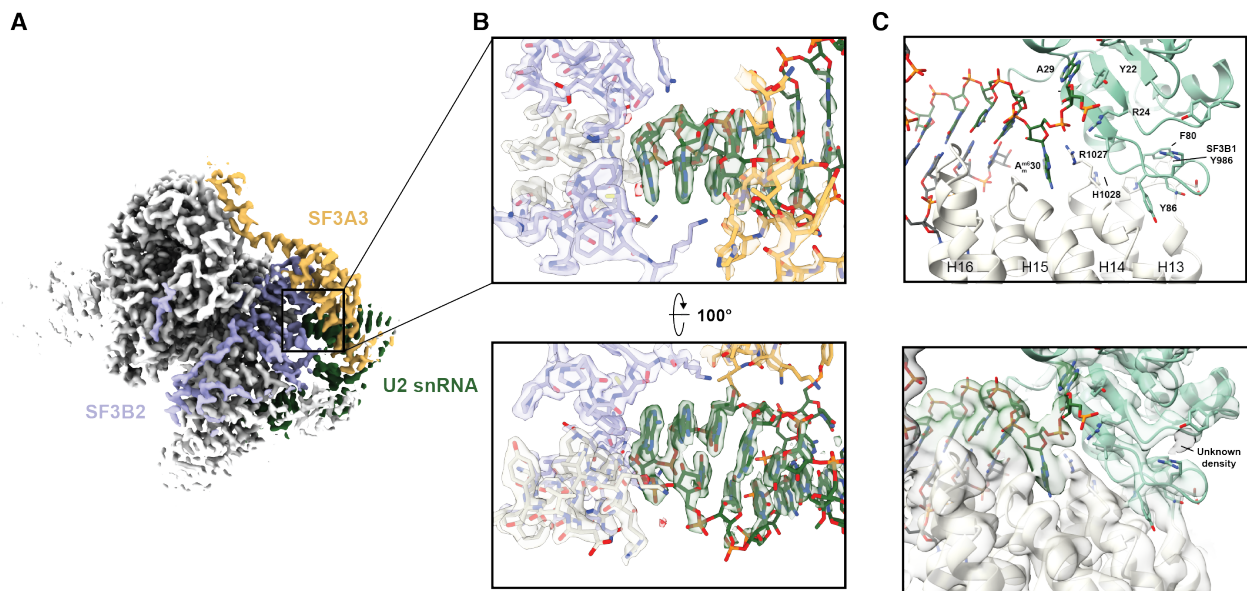 A
B
C
SF3A3
SF3B2
U2 snRNA
100°
A29
Y22
R24
F80
SF3B1
Y986
R1027
Amm630
H1028
Y86
H16
H15
H14
H13
Unknown
density